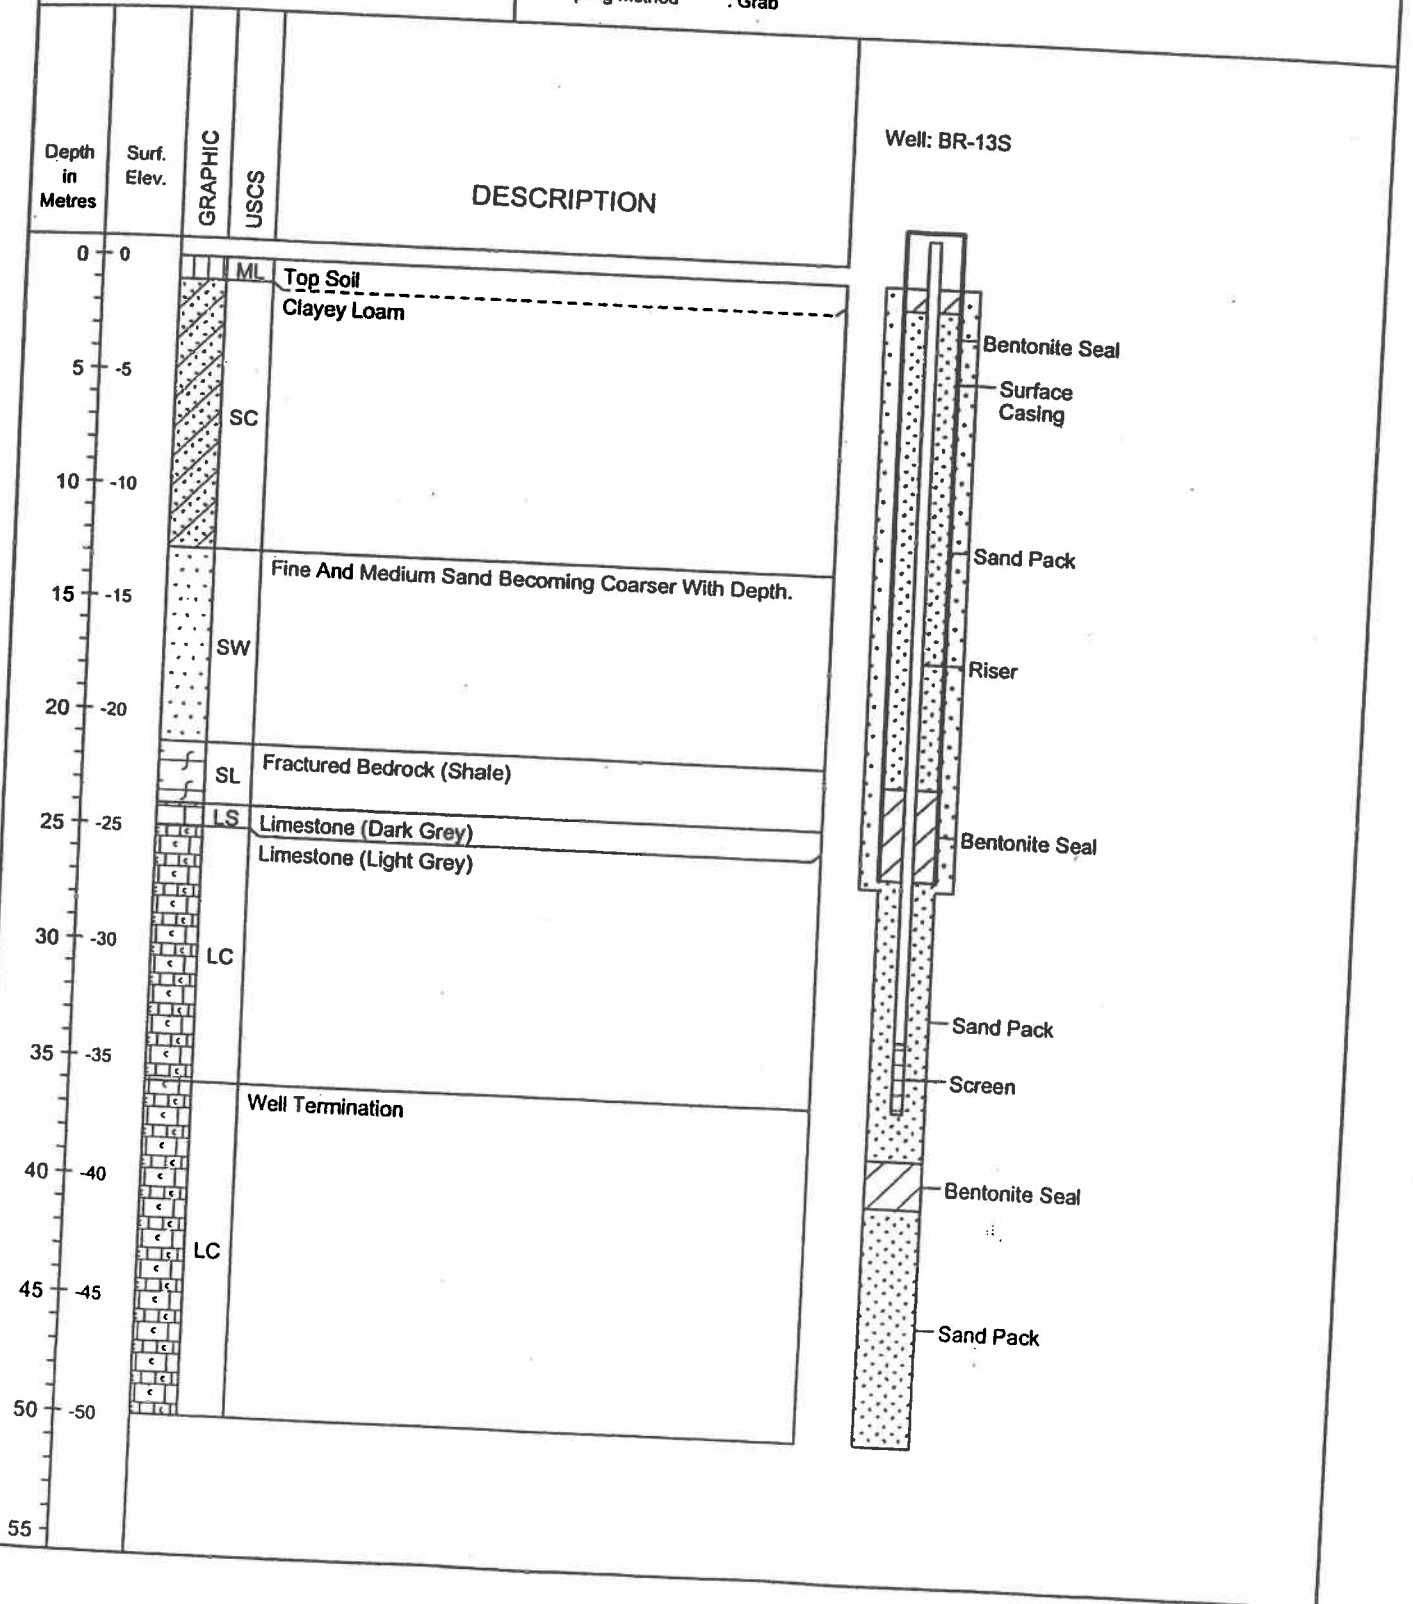 : Grab
Depth
in
Metres
Surf.
Elev.
GRAPHIC
USCS
DESCRIPTION
Well: BR-13S
0 0
ML Top Soil
Clayey Loam
Bentonite Seal
5 -5
Surface
Casing
SC
10 -10
Sand Pack
Fine And Medium Sand Becoming Coarser With Depth.
15 -15
SW
Riser
20 -20
SL Fractured Bedrock (Shale)
25 -25
LS Limestone (Dark Grey)
Limestone (Light Grey)
Bentonite Seal
30 -30
LC
Sand Pack
35 -35
Screen
Well Termination
40 -40
Bentonite Seal
LC
45 -45
Sand Pack
50 -50
55